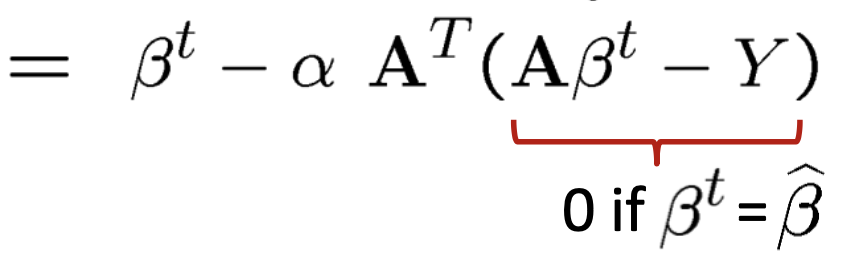 = β^t − α A^T(Aβ^t − Y)
0 if β^t = β̂